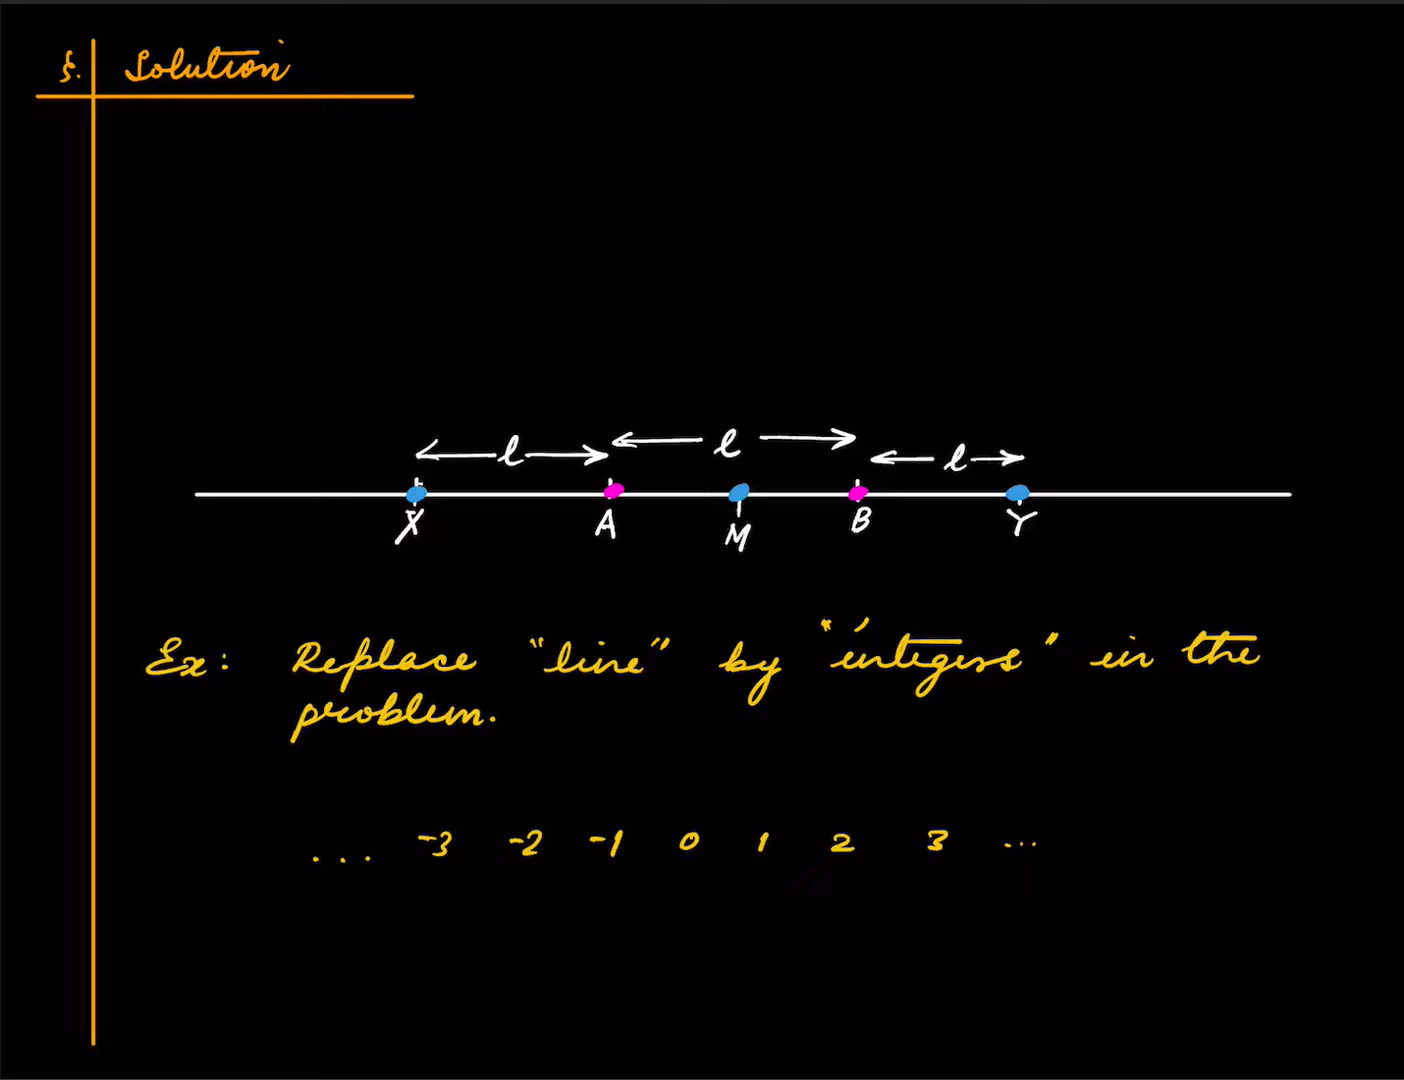 §. Solution
l l l
X A M B Y
Ex: Replace "line" by "integers" in the
problem.
... -3 -2 -1 0 1 2 3 ...